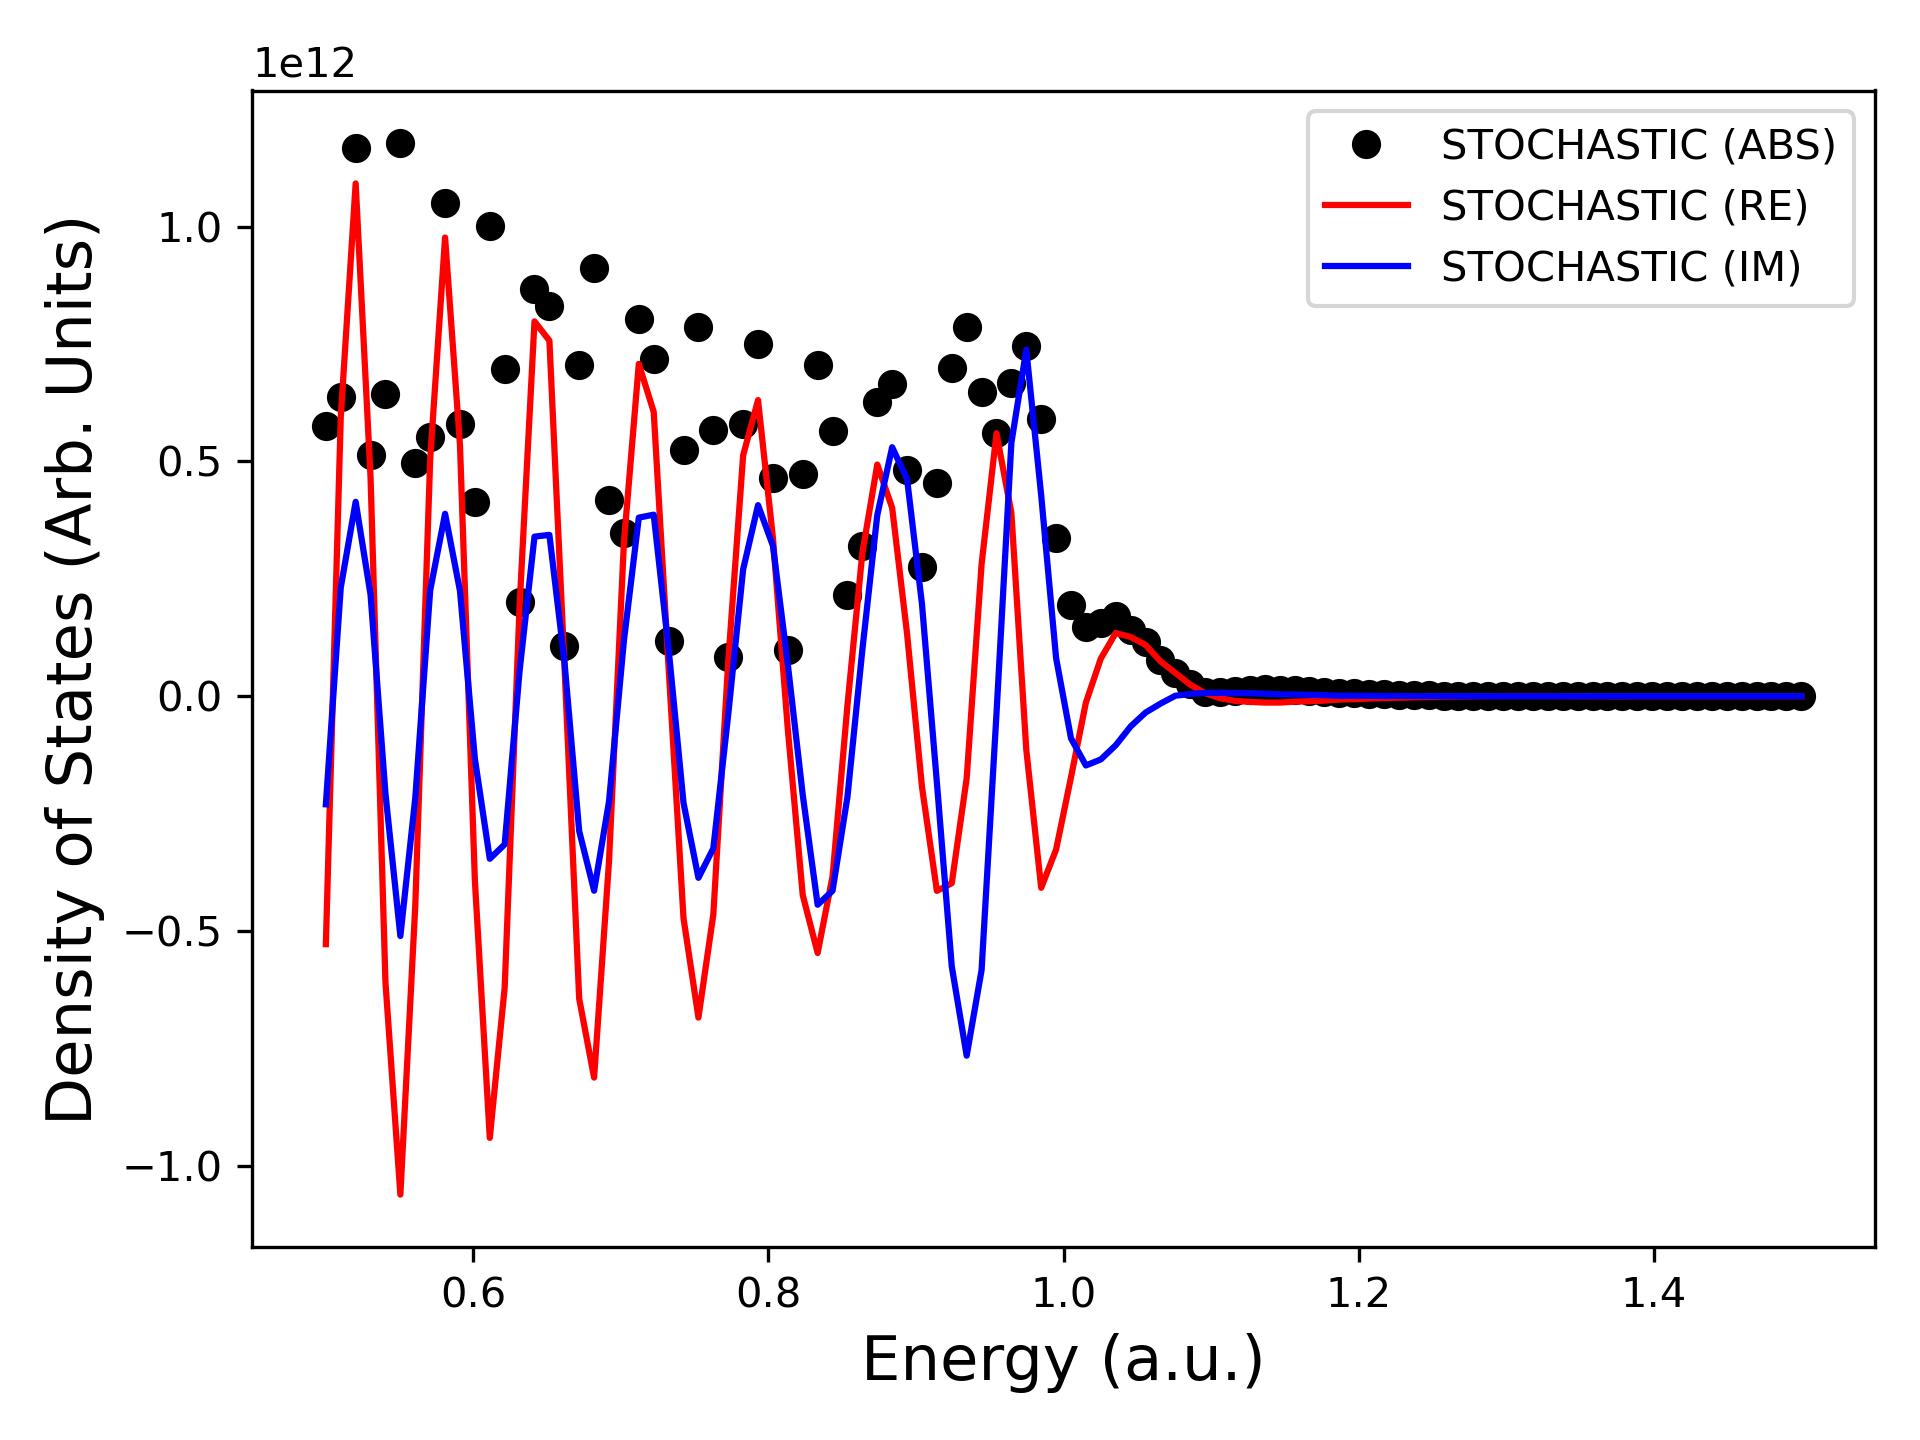 1e12
Density of States (Arb. Units)
1.0
0.5
0.0
−0.5
−1.0
STOCHASTIC (ABS)
STOCHASTIC (RE)
STOCHASTIC (IM)
0.6 0.8 1.0 1.2 1.4
Energy (a.u.)